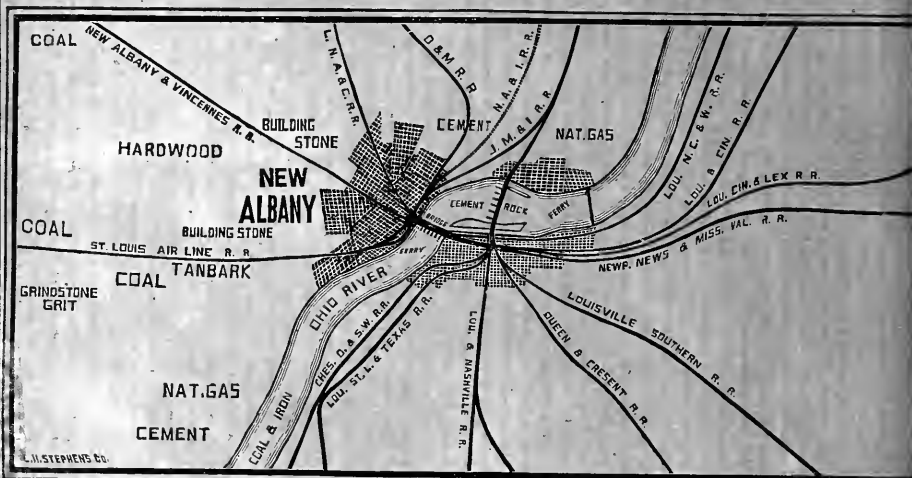 COAL
NEW ALBANY & VINCENNES R.R.
L. N. A. & C. R. R.
O & M R. R
N. A. & I. R. R.
J. M. & I R R
LOU. N. C. & W. R. R.
LOU. & CIN. R. R.
BUILDING
STONE
CEMENT
NAT. GAS
HARDWOOD
NEW
ALBANY
CEMENT ROCK
BRIDGE
FERRY
LOU. CIN. & LEX R R.
NEWP. NEWS & MISS. VAL. R. R.
COAL
BUILDING STONE
ST. LOUIS AIR LINE R. R
FERRY
TANBARK
COAL
GRINDSTONE
GRIT
OHIO RIVER
CHES. O. & S.W. R.R.
LOU. ST. L. & TEXAS R. R.
LOU. & NASHVILLE R. R.
QUEEN & CRESENT R. R.
LOUISVILLE SOUTHERN R. R.
NAT. GAS
CEMENT
COAL & IRON
L.H. STEPHENS CO.